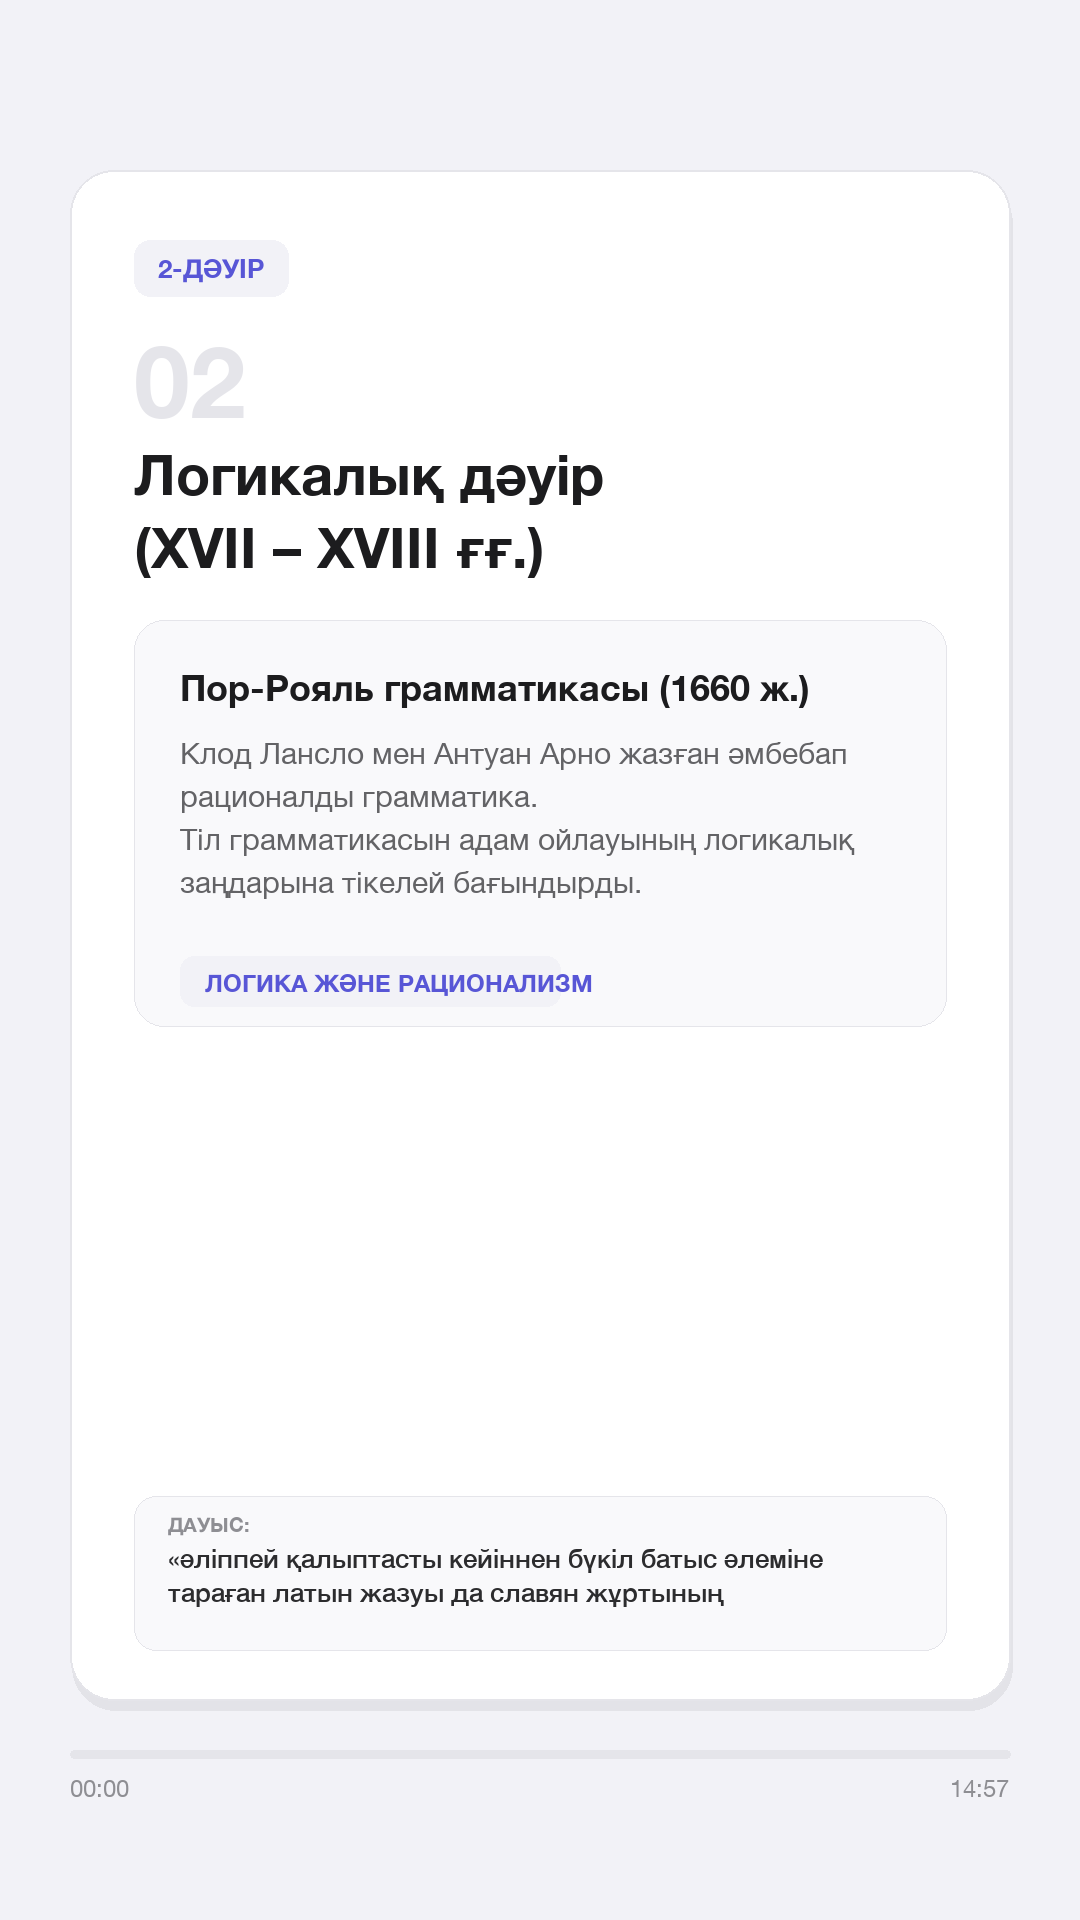 2-ДӘУІР
02
Логикалық дәуір
(XVII – XVIII ғғ.)
Пор-Рояль грамматикасы (1660 ж.)
Клод Лансло мен Антуан Арно жазған әмбебап
рационалды грамматика.
Тіл грамматикасын адам ойлауының логикалық
заңдарына тікелей бағындырды.
ЛОГИКА ЖӘНЕ РАЦИОНАЛИЗМ
ДАУЫС:
«әліппей қалыптасты кейіннен бүкіл батыс әлеміне
тараған латын жазуы да славян жұртының
00:00
14:57